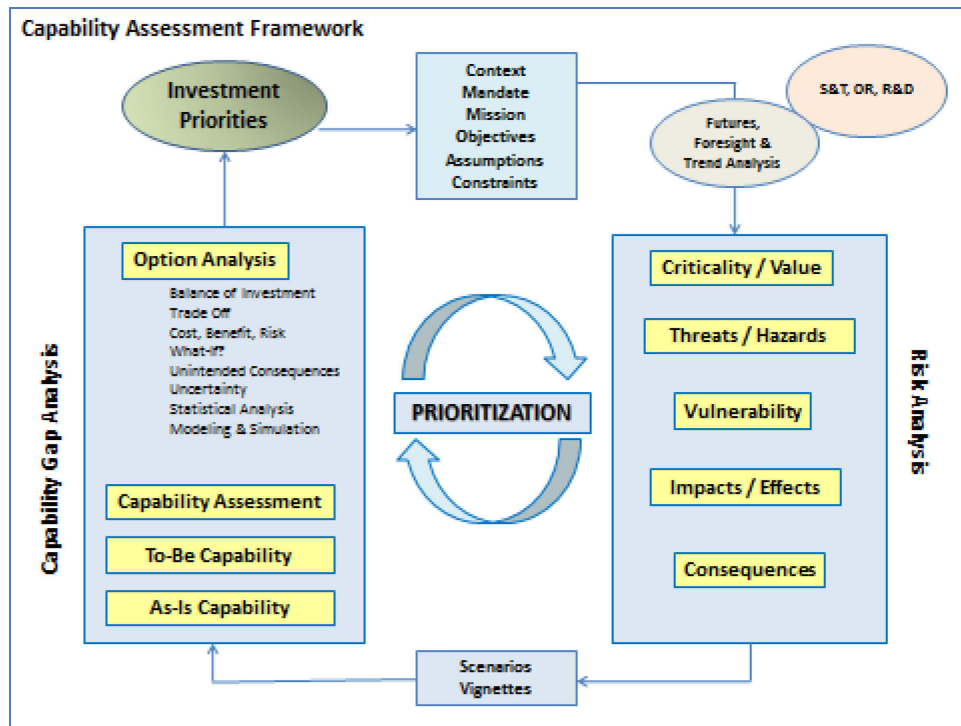 Capability Assessment Framework
Investment
Priorities
Context
Mandate
Mission
Objectives
Assumptions
Constraints
S&T, OR, R&D
Futures,
Foresight &
Trend Analysis
Capability Gap Analysis
Option Analysis
Balance of Investment
Trade Off
Cost, Benefit, Risk
What-If?
Unintended Consequences
Uncertainty
Statistical Analysis
Modeling & Simulation
Capability Assessment
To-Be Capability
As-Is Capability
PRIORITIZATION
Criticality / Value
Threats / Hazards
Vulnerability
Impacts / Effects
Consequences
Risk Analysis
Scenarios
Vignettes